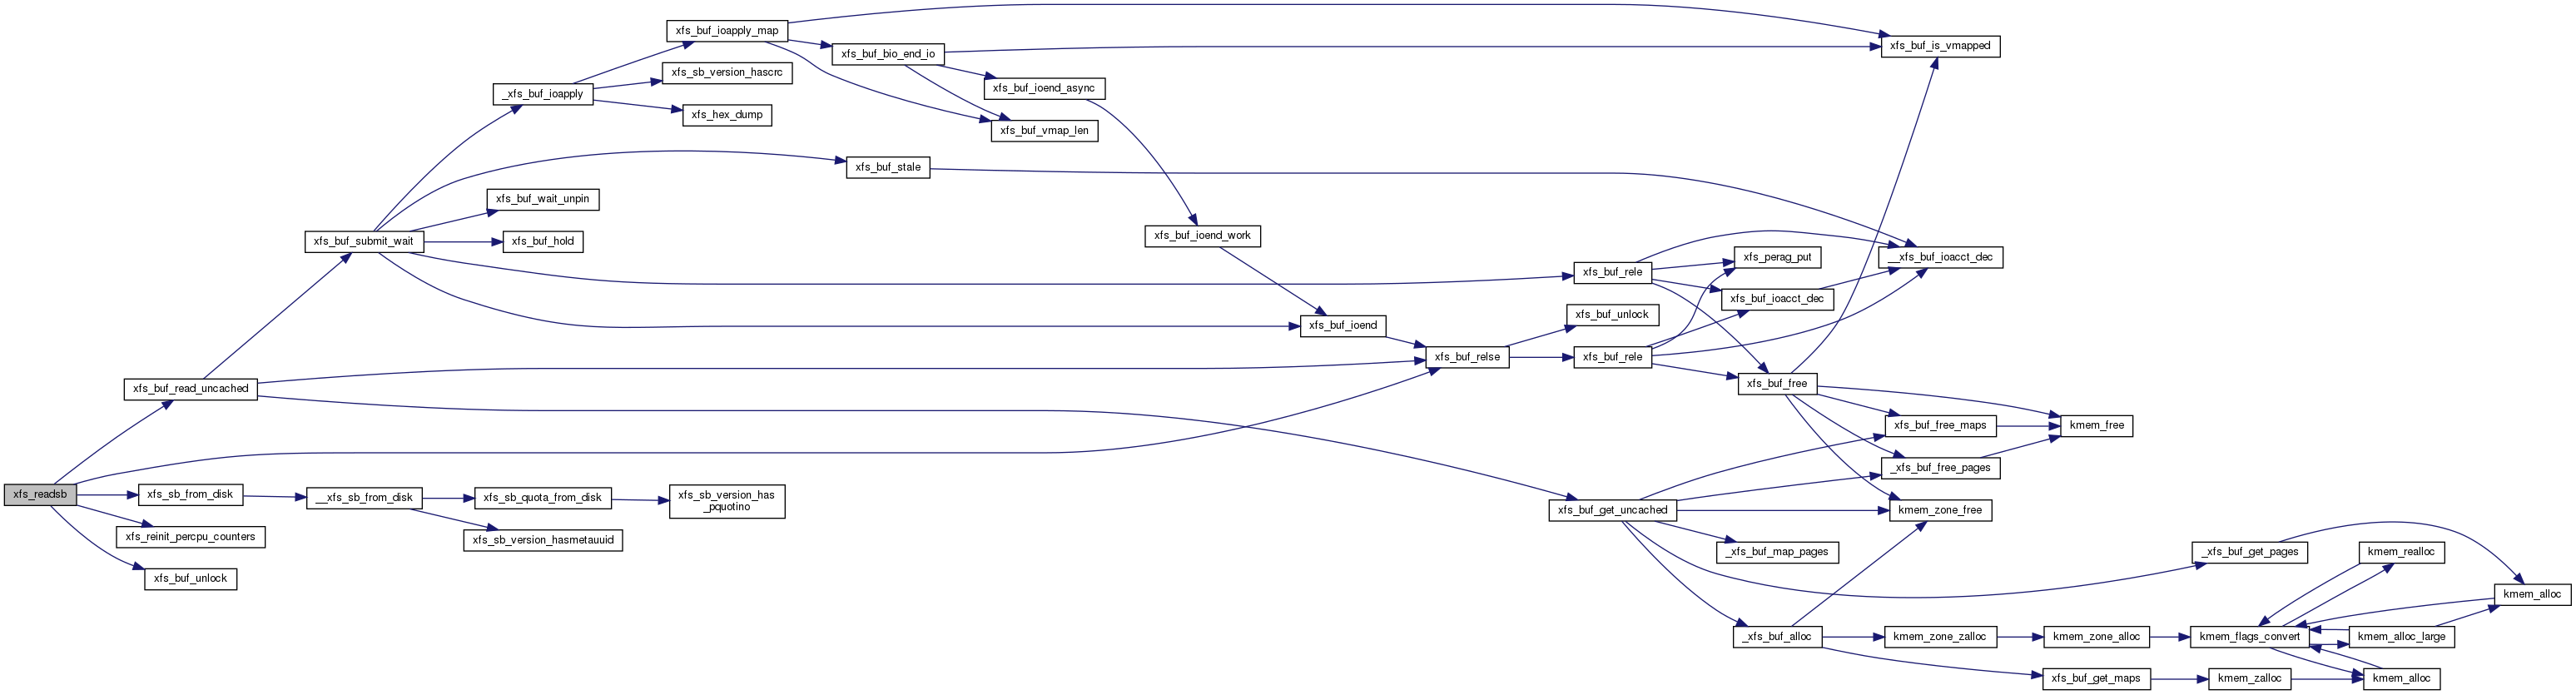 xfs_buf_ioapply_map
xfs_buf_is_vmapped
xfs_buf_bio_end_io
xfs_sb_version_hascrc
xfs_buf_ioend_async
_xfs_buf_ioapply
xfs_hex_dump
xfs_buf_vmap_len
xfs_buf_stale
xfs_buf_wait_unpin
xfs_buf_ioend_work
xfs_buf_submit_wait
xfs_buf_hold
xfs_perag_put
__xfs_buf_ioacct_dec
xfs_buf_rele
xfs_buf_ioacct_dec
xfs_buf_unlock
xfs_buf_ioend
xfs_buf_relse
xfs_buf_rele
xfs_buf_free
xfs_buf_read_uncached
xfs_buf_free_maps
kmem_free
_xfs_buf_free_pages
xfs_readsb
xfs_sb_from_disk
__xfs_sb_from_disk
xfs_sb_quota_from_disk
xfs_sb_version_has
_pquotino
xfs_buf_get_uncached
kmem_zone_free
xfs_reinit_percpu_counters
xfs_sb_version_hasmetauuid
_xfs_buf_map_pages
_xfs_buf_get_pages
kmem_realloc
xfs_buf_unlock
kmem_alloc
_xfs_buf_alloc
kmem_zone_zalloc
kmem_zone_alloc
kmem_flags_convert
kmem_alloc_large
xfs_buf_get_maps
kmem_zalloc
kmem_alloc